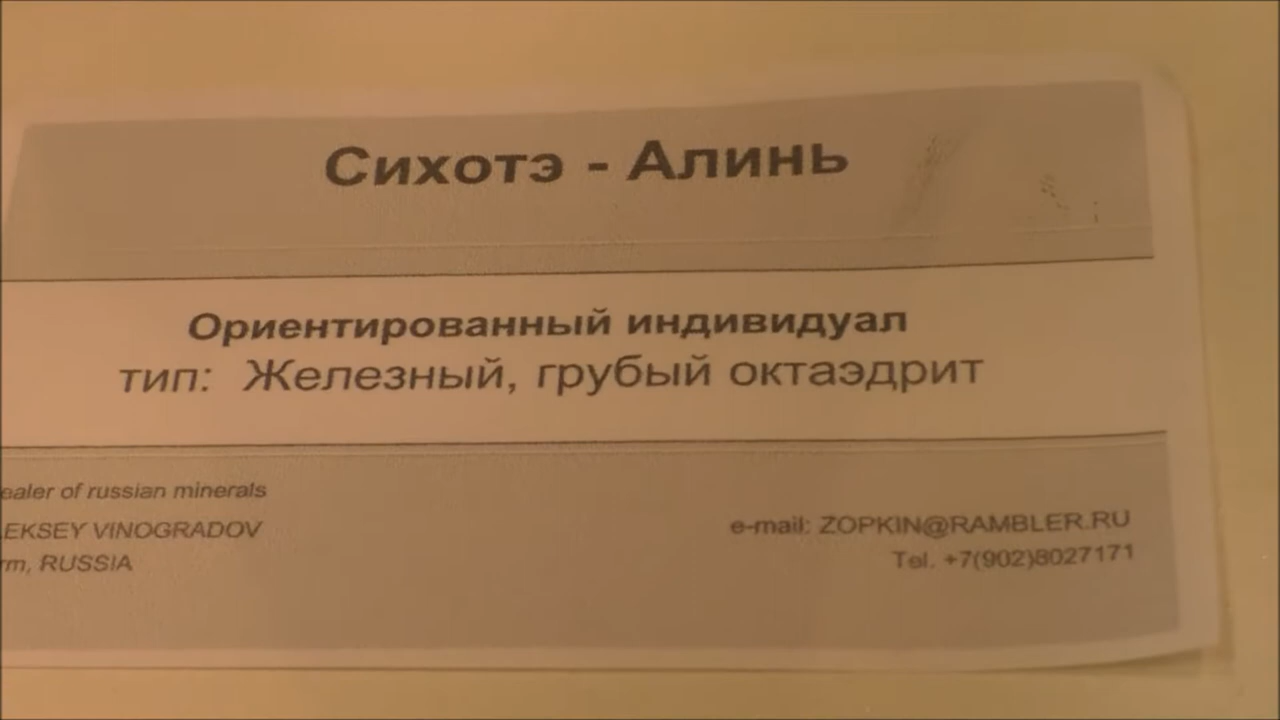 Сихотэ - Алинь
Ориентированный индивидуал
тип: Железный, грубый октаэдрит
ealer of russian minerals
LEKSEY VINOGRADOV
rm, RUSSIA
e-mail: ZOPKIN@RAMBLER.RU
Tel. +7(902)8027171